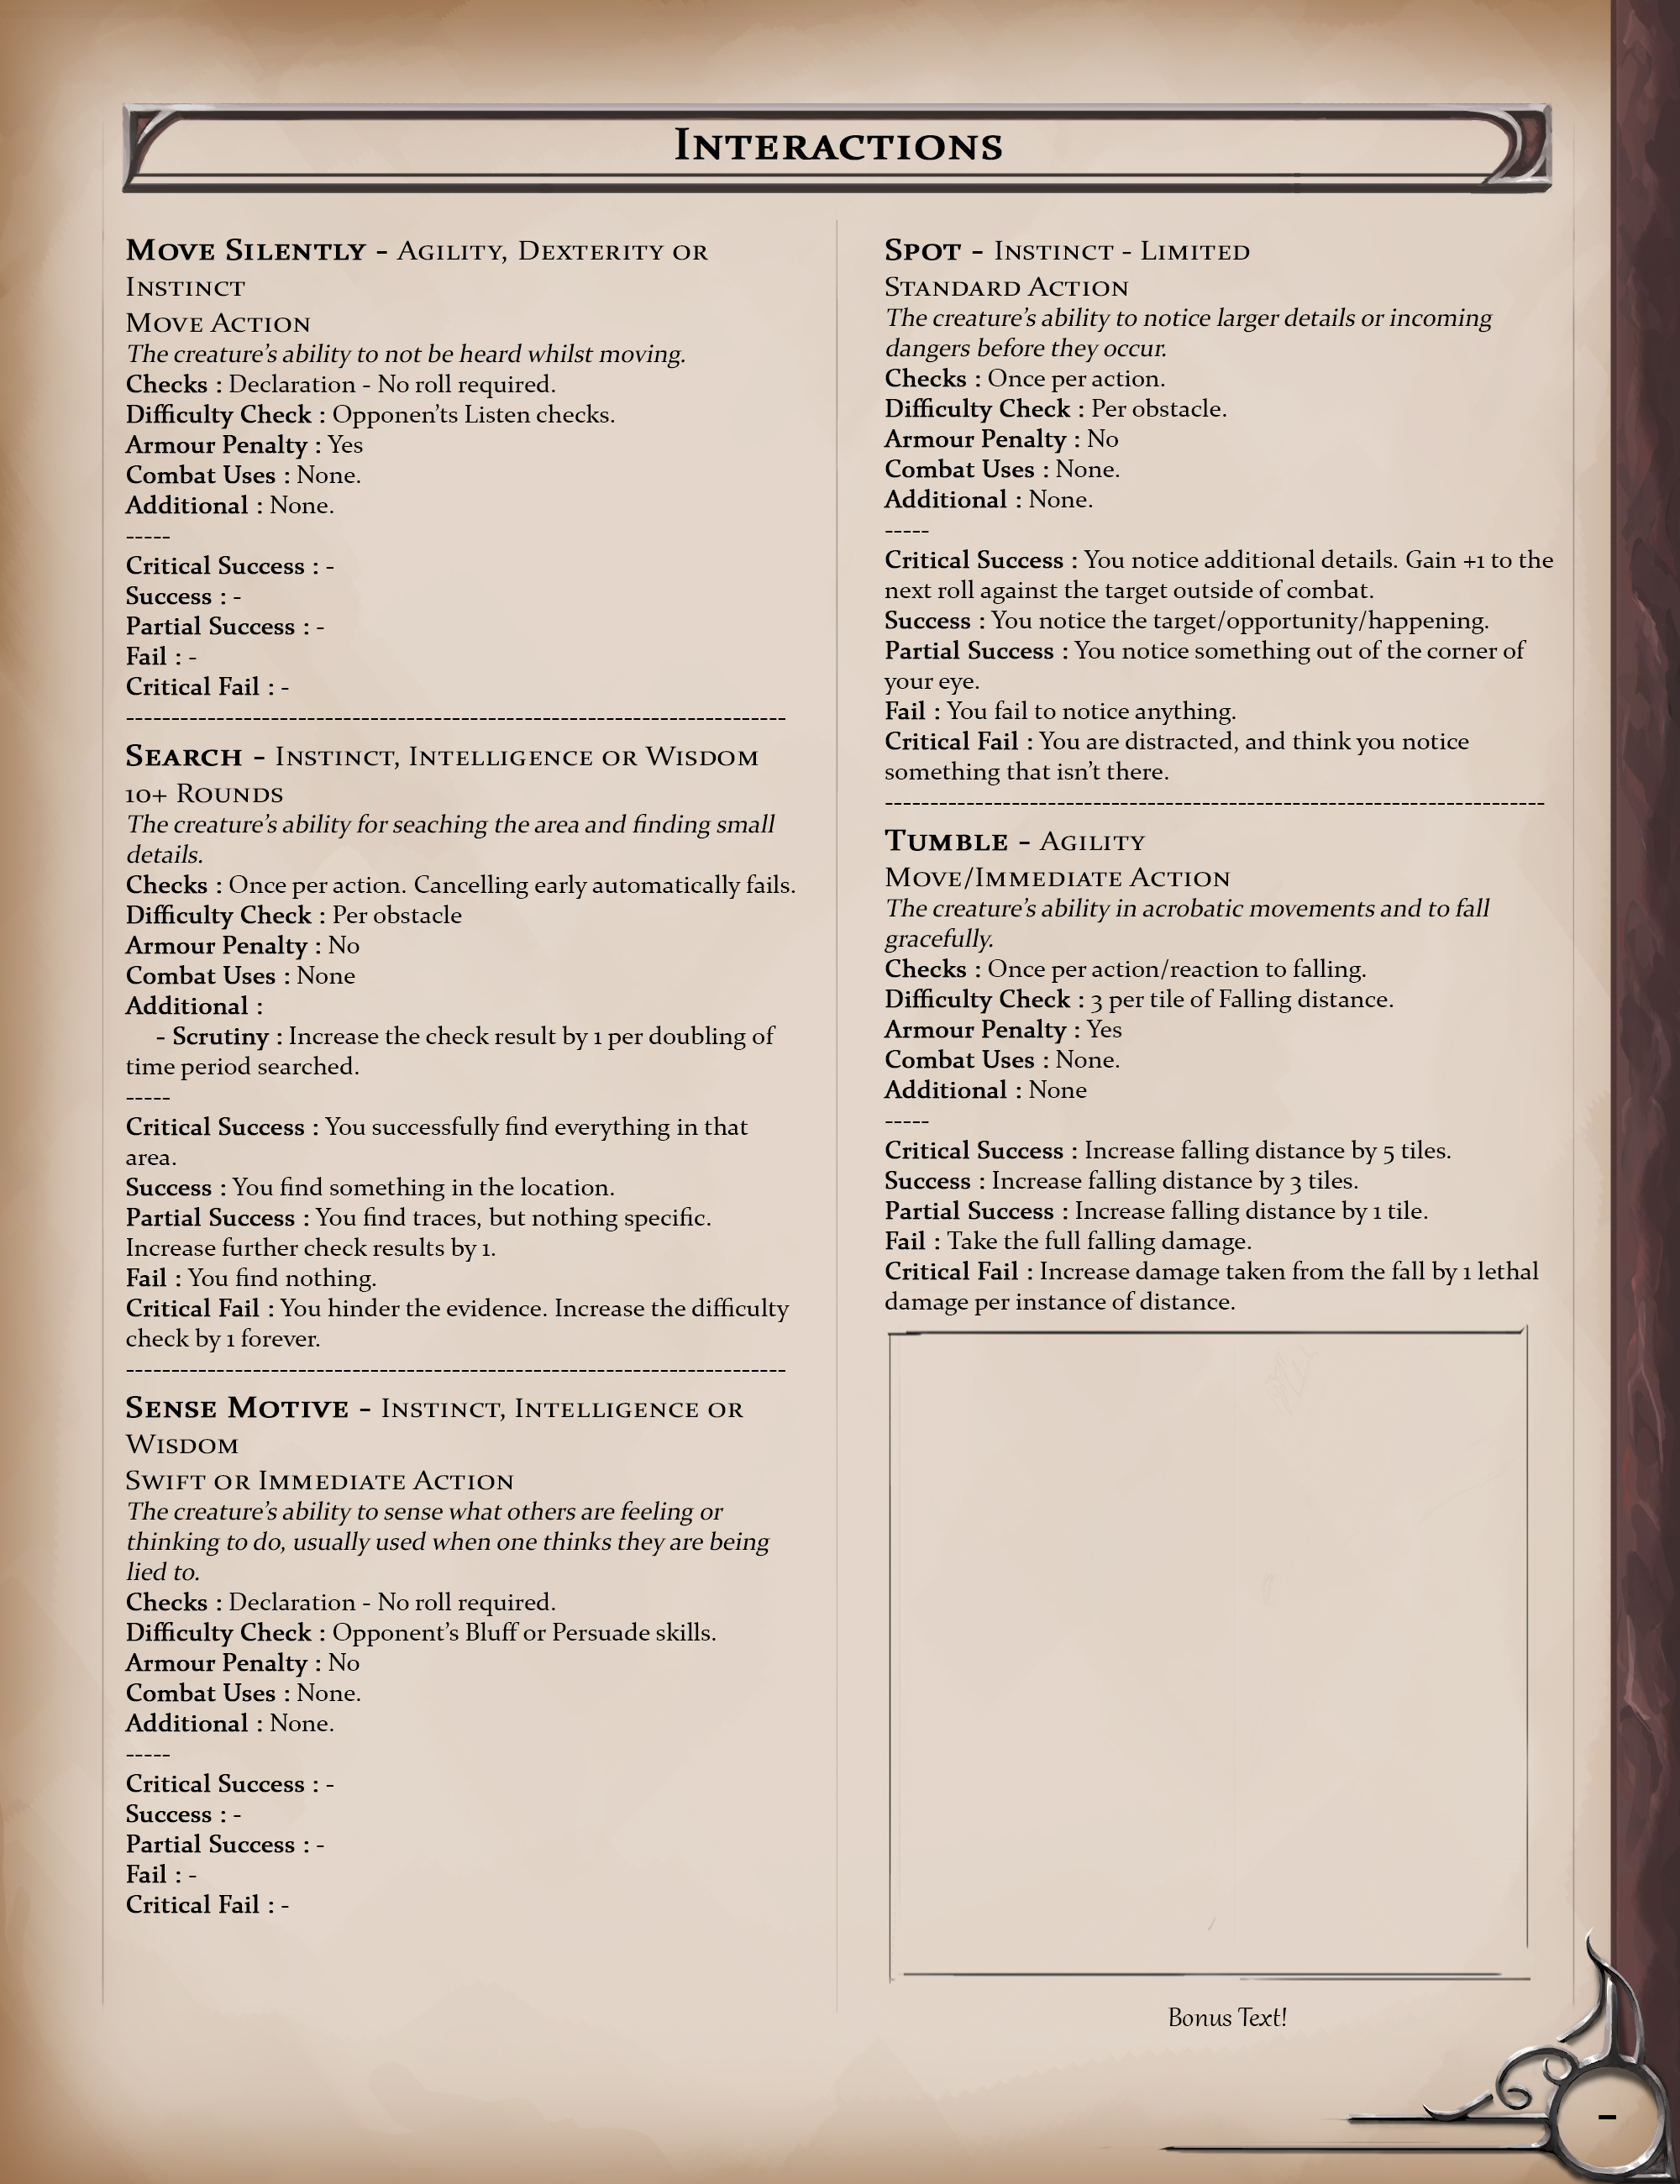 Interactions
Move Silently - Agility, Dexterity or
Instinct
Move Action
The creature's ability to not be heard whilst moving.
Checks : Declaration - No roll required.
Difficulty Check : Opponen'ts Listen checks.
Armour Penalty : Yes
Combat Uses : None.
Additional : None.
-----
Critical Success : -
Success : -
Partial Success : -
Fail : -
Critical Fail : -
------------------------------------------------------------------------
Search - Instinct, Intelligence or Wisdom
10+ Rounds
The creature's ability for seaching the area and finding small
details.
Checks : Once per action. Cancelling early automatically fails.
Difficulty Check : Per obstacle
Armour Penalty : No
Combat Uses : None
Additional :
- Scrutiny : Increase the check result by 1 per doubling of
time period searched.
-----
Critical Success : You successfully find everything in that
area.
Success : You find something in the location.
Partial Success : You find traces, but nothing specific.
Increase further check results by 1.
Fail : You find nothing.
Critical Fail : You hinder the evidence. Increase the difficulty
check by 1 forever.
------------------------------------------------------------------------
Sense Motive - Instinct, Intelligence or
Wisdom
Swift or Immediate Action
The creature's ability to sense what others are feeling or
thinking to do, usually used when one thinks they are being
lied to.
Checks : Declaration - No roll required.
Difficulty Check : Opponent's Bluff or Persuade skills.
Armour Penalty : No
Combat Uses : None.
Additional : None.
-----
Critical Success : -
Success : -
Partial Success : -
Fail : -
Critical Fail : -
Spot - Instinct - Limited
Standard Action
The creature's ability to notice larger details or incoming
dangers before they occur.
Checks : Once per action.
Difficulty Check : Per obstacle.
Armour Penalty : No
Combat Uses : None.
Additional : None.
-----
Critical Success : You notice additional details. Gain +1 to the
next roll against the target outside of combat.
Success : You notice the target/opportunity/happening.
Partial Success : You notice something out of the corner of
your eye.
Fail : You fail to notice anything.
Critical Fail : You are distracted, and think you notice
something that isn't there.
------------------------------------------------------------------------
Tumble - Agility
Move/Immediate Action
The creature's ability in acrobatic movements and to fall
gracefully.
Checks : Once per action/reaction to falling.
Difficulty Check : 3 per tile of Falling distance.
Armour Penalty : Yes
Combat Uses : None.
Additional : None
-----
Critical Success : Increase falling distance by 5 tiles.
Success : Increase falling distance by 3 tiles.
Partial Success : Increase falling distance by 1 tile.
Fail : Take the full falling damage.
Critical Fail : Increase damage taken from the fall by 1 lethal
damage per instance of distance.
Bonus Text!
-